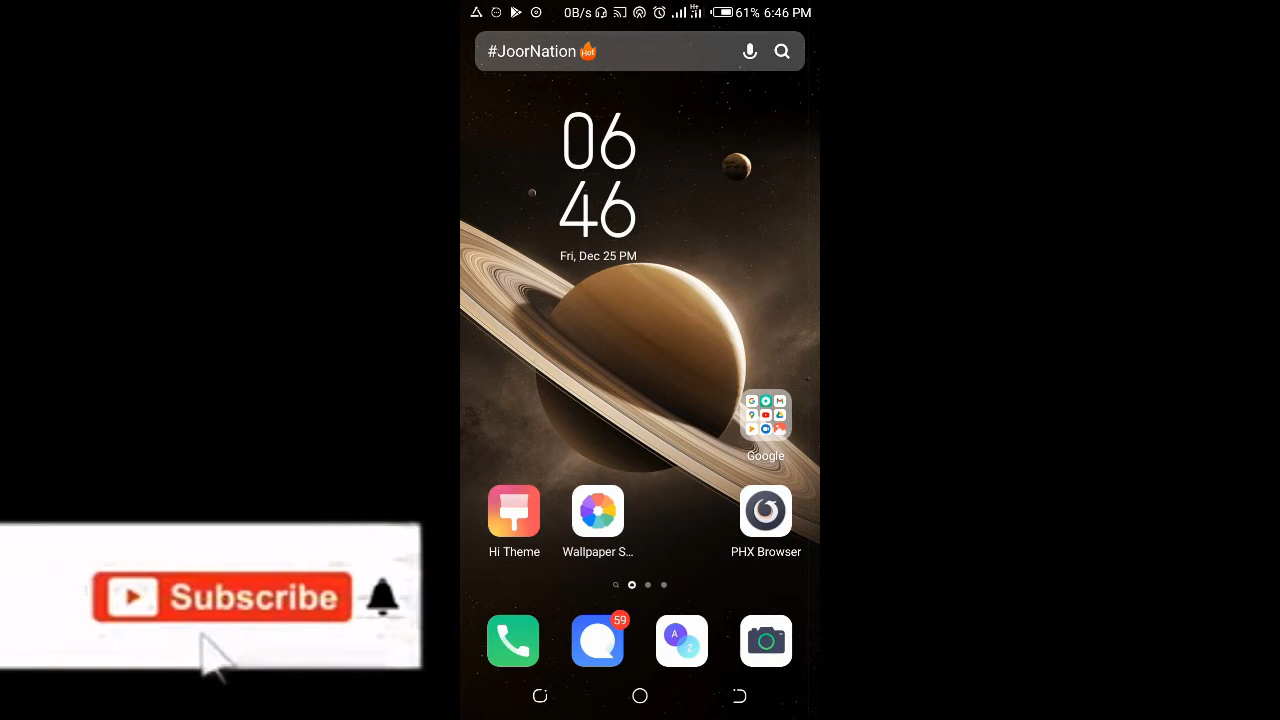 0B/s H+ 61% 6:46 PM
#JoorNation Hot
06
46
Fri, Dec 25 PM
Google
Hi Theme Wallpaper S... PHX Browser
Subscribe
59
A
Z